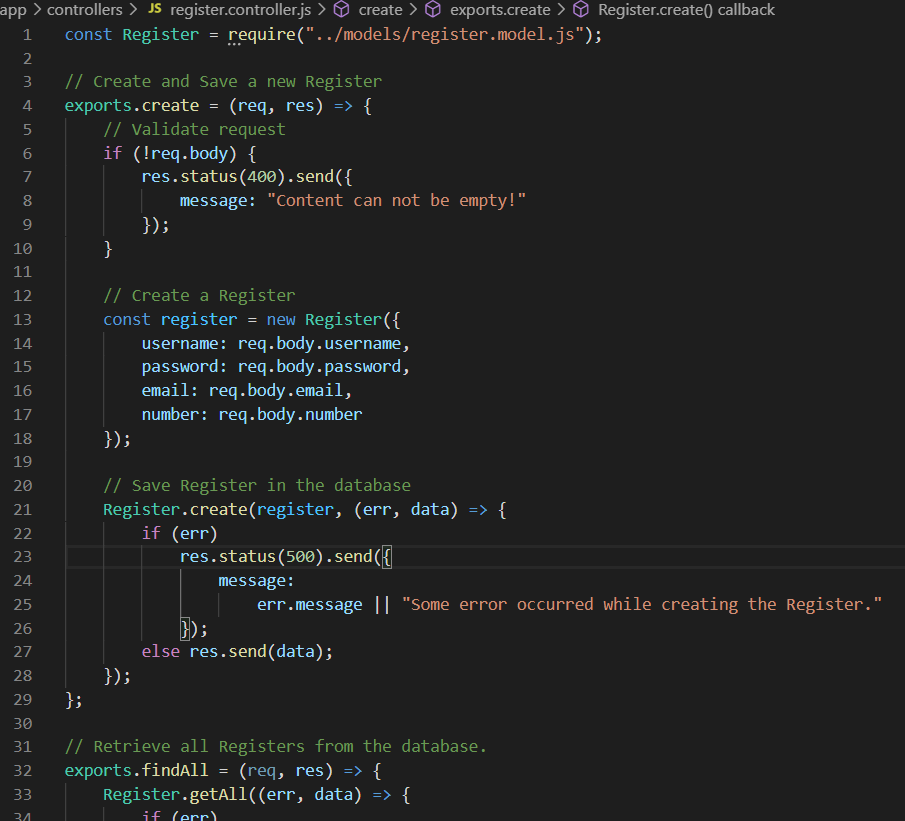 app > controllers > JS register.controller.js > create > exports.create > Register.create() callback
1 const Register = require("../models/register.model.js");
2
3 // Create and Save a new Register
4 exports.create = (req, res) => {
5     // Validate request
6     if (!req.body) {
7         res.status(400).send({
8             message: "Content can not be empty!"
9         });
10     }
11
12     // Create a Register
13     const register = new Register({
14         username: req.body.username,
15         password: req.body.password,
16         email: req.body.email,
17         number: req.body.number
18     });
19
20     // Save Register in the database
21     Register.create(register, (err, data) => {
22         if (err)
23             res.status(500).send({
24                 message:
25                     err.message || "Some error occurred while creating the Register."
26             });
27         else res.send(data);
28     });
29 };
30
31 // Retrieve all Registers from the database.
32 exports.findAll = (req, res) => {
33     Register.getAll((err, data) => {
34         if (err)